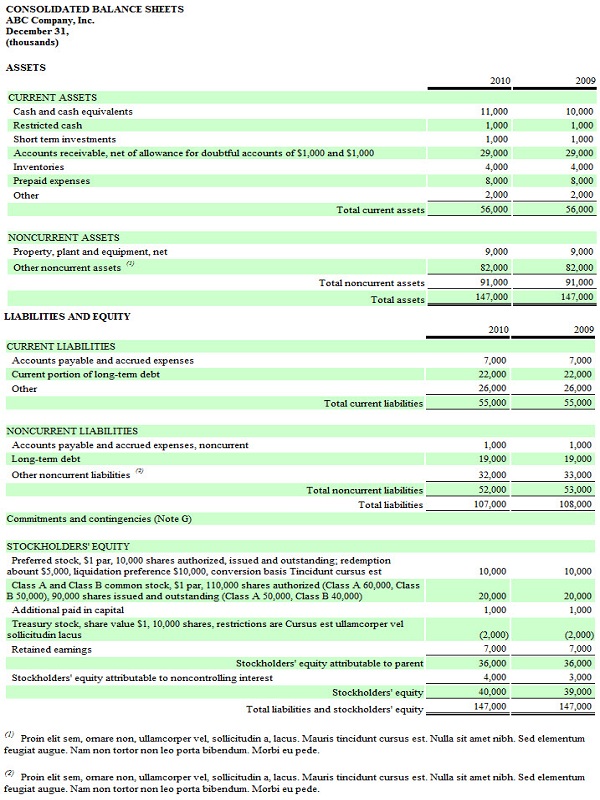 CONSOLIDATED BALANCE SHEETS
ABC Company, Inc.
December 31,
(thousands)
ASSETS
2010 2009
CURRENT ASSETS
Cash and cash equivalents 11,000 10,000
Restricted cash 1,000 1,000
Short term investments 1,000 1,000
Accounts receivable, net of allowance for doubtful accounts of $1,000 and $1,000 29,000 29,000
Inventories 4,000 4,000
Prepaid expenses 8,000 8,000
Other 2,000 2,000
Total current assets 56,000 56,000
NONCURRENT ASSETS
Property, plant and equipment, net 9,000 9,000
Other noncurrent assets (1) 82,000 82,000
Total noncurrent assets 91,000 91,000
Total assets 147,000 147,000
LIABILITIES AND EQUITY
2010 2009
CURRENT LIABILITIES
Accounts payable and accrued expenses 7,000 7,000
Current portion of long-term debt 22,000 22,000
Other 26,000 26,000
Total current liabilities 55,000 55,000
NONCURRENT LIABILITIES
Accounts payable and accrued expenses, noncurrent 1,000 1,000
Long-term debt 19,000 19,000
Other noncurrent liabilities (2) 32,000 33,000
Total noncurrent liabilities 52,000 53,000
Total liabilities 107,000 108,000
Commitments and contingencies (Note G)
STOCKHOLDERS' EQUITY
Preferred stock, $1 par, 10,000 shares authorized, issued and outstanding; redemption
abount $5,000, liquidation preference $10,000, conversion basis Tincidunt cursus est 10,000 10,000
Class A and Class B common stock, $1 par, 110,000 shares authorized (Class A 60,000, Class
B 50,000), 90,000 shares issued and outstanding (Class A 50,000, Class B 40,000) 20,000 20,000
Additional paid in capital 1,000 1,000
Treasury stock, share value $1, 10,000 shares, restrictions are Cursus est ullamcorper vel
sollicitudin lacus (2,000) (2,000)
Retained earnings 7,000 7,000
Stockholders' equity attributable to parent 36,000 36,000
Stockholders' equity attributable to noncontrolling interest 4,000 3,000
Stockholders' equity 40,000 39,000
Total liabilities and stockholders' equity 147,000 147,000
(1) Proin elit sem, ornare non, ullamcorper vel, sollicitudin a, lacus. Mauris tincidunt cursus est. Nulla sit amet nibh. Sed elementum
feugiat augue. Nam non tortor non leo porta bibendum. Morbi eu pede.
(2) Proin elit sem, ornare non, ullamcorper vel, sollicitudin a, lacus. Mauris tincidunt cursus est. Nulla sit amet nibh. Sed elementum
feugiat augue. Nam non tortor non leo porta bibendum. Morbi eu pede.